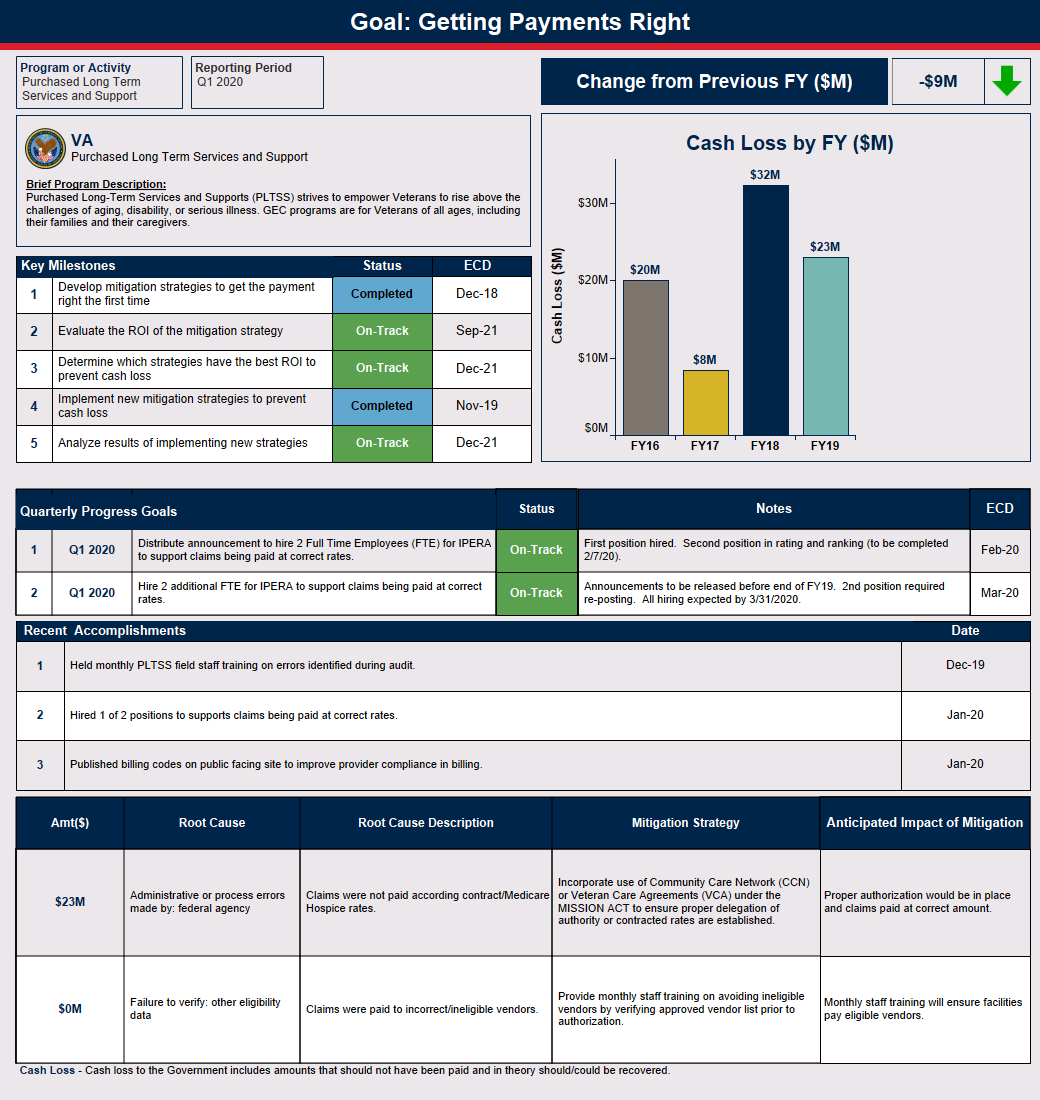 Goal: Getting Payments Right
Program or Activity
Purchased Long Term
Services and Support
Reporting Period
Q1 2020
Change from Previous FY ($M)
-$9M
VA
Purchased Long Term Services and Support
Brief Program Description:
Purchased Long-Term Services and Supports (PLTSS) strives to empower Veterans to rise above the
challenges of aging, disability, or serious illness. GEC programs are for Veterans of all ages, including
their families and their caregivers.
Key Milestones
Status
ECD
1
Develop mitigation strategies to get the payment
right the first time
Completed
Dec-18
2
Evaluate the ROI of the mitigation strategy
On-Track
Sep-21
3
Determine which strategies have the best ROI to
prevent cash loss
On-Track
Dec-21
4
Implement new mitigation strategies to prevent
cash loss
Completed
Nov-19
5
Analyze results of implementing new strategies
On-Track
Dec-21
Cash Loss by FY ($M)
Cash Loss ($M)
$30M
$20M
$10M
$0M
$20M
$8M
$32M
$23M
FY16
FY17
FY18
FY19
Quarterly Progress Goals
Status
Notes
ECD
1
Q1 2020
Distribute announcement to hire 2 Full Time Employees (FTE) for IPERA
to support claims being paid at correct rates.
On-Track
First position hired. Second position in rating and ranking (to be completed
2/7/20).
Feb-20
2
Q1 2020
Hire 2 additional FTE for IPERA to support claims being paid at correct
rates.
On-Track
Announcements to be released before end of FY19. 2nd position required
re-posting. All hiring expected by 3/31/2020.
Mar-20
Recent Accomplishments
Date
1
Held monthly PLTSS field staff training on errors identified during audit.
Dec-19
2
Hired 1 of 2 positions to supports claims being paid at correct rates.
Jan-20
3
Published billing codes on public facing site to improve provider compliance in billing.
Jan-20
Amt($)
Root Cause
Root Cause Description
Mitigation Strategy
Anticipated Impact of Mitigation
$23M
Administrative or process errors
made by: federal agency
Claims were not paid according contract/Medicare
Hospice rates.
Incorporate use of Community Care Network (CCN)
or Veteran Care Agreements (VCA) under the
MISSION ACT to ensure proper delegation of
authority or contracted rates are established.
Proper authorization would be in place
and claims paid at correct amount.
$0M
Failure to verify: other eligibility
data
Claims were paid to incorrect/ineligible vendors.
Provide monthly staff training on avoiding ineligible
vendors by verifying approved vendor list prior to
authorization.
Monthly staff training will ensure facilities
pay eligible vendors.
Cash Loss - Cash loss to the Government includes amounts that should not have been paid and in theory should/could be recovered.